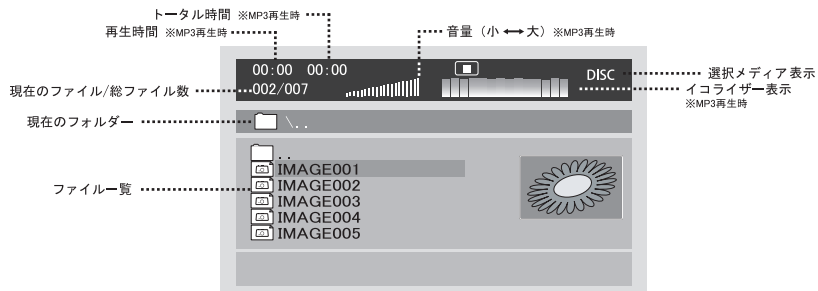 トータル時間 ※MP3再生時
再生時間 ※MP3再生時
音量（小⟷大）※MP3再生時
00:00 00:00
DISC
選択メディア表示
002/007
現在のファイル/総ファイル数
イコライザー表示
※MP3再生時
現在のフォルダー
\..
..
IMAGE001
ファイル一覧
IMAGE002
IMAGE003
IMAGE004
IMAGE005